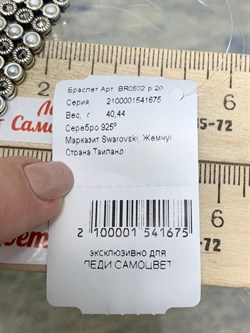 Браслет Арт. BR0502 р.20
Серия 2100001541675
Вес, г 40,44
Серебро 925°
Марказит Swarovski, Жемчуг
Страна Таиланд
2 100001 541675
эксклюзивно для
ЛЕДИ САМОЦВЕТ